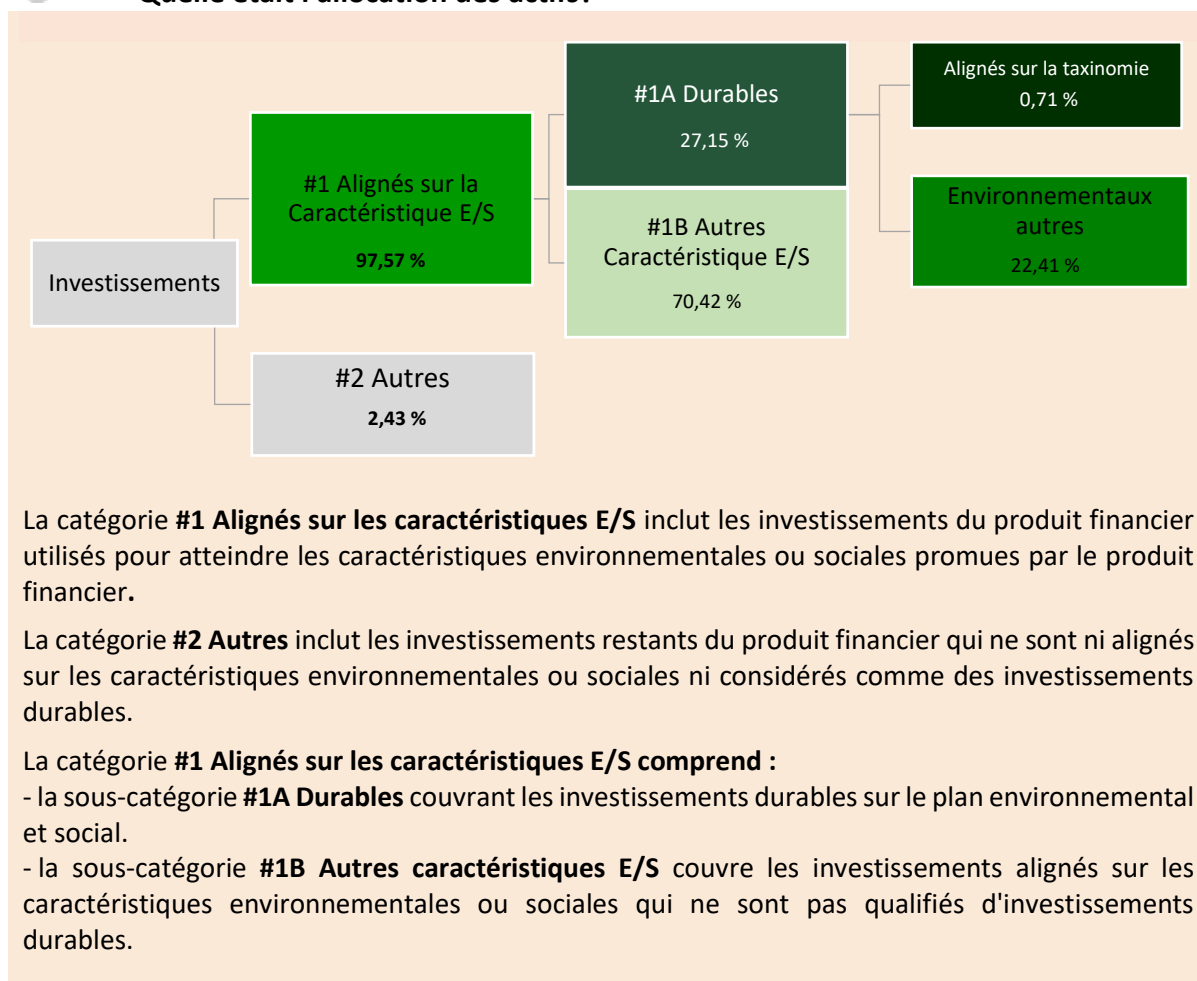 Quelle était l'allocation des actifs?
#1A Durables
27,15 %
Alignés sur la taxinomie
0,71 %
#1 Alignés sur la
Caractéristique E/S
97,57 %
Environnementaux
autres
22,41 %
#1B Autres
Caractéristique E/S
70,42 %
Investissements
#2 Autres
2,43 %
La catégorie #1 Alignés sur les caractéristiques E/S inclut les investissements du produit financier
utilisés pour atteindre les caractéristiques environnementales ou sociales promues par le produit
financier.
La catégorie #2 Autres inclut les investissements restants du produit financier qui ne sont ni alignés
sur les caractéristiques environnementales ou sociales ni considérés comme des investissements
durables.
La catégorie #1 Alignés sur les caractéristiques E/S comprend :
- la sous-catégorie #1A Durables couvrant les investissements durables sur le plan environnemental
et social.
- la sous-catégorie #1B Autres caractéristiques E/S couvre les investissements alignés sur les
caractéristiques environnementales ou sociales qui ne sont pas qualifiés d'investissements
durables.